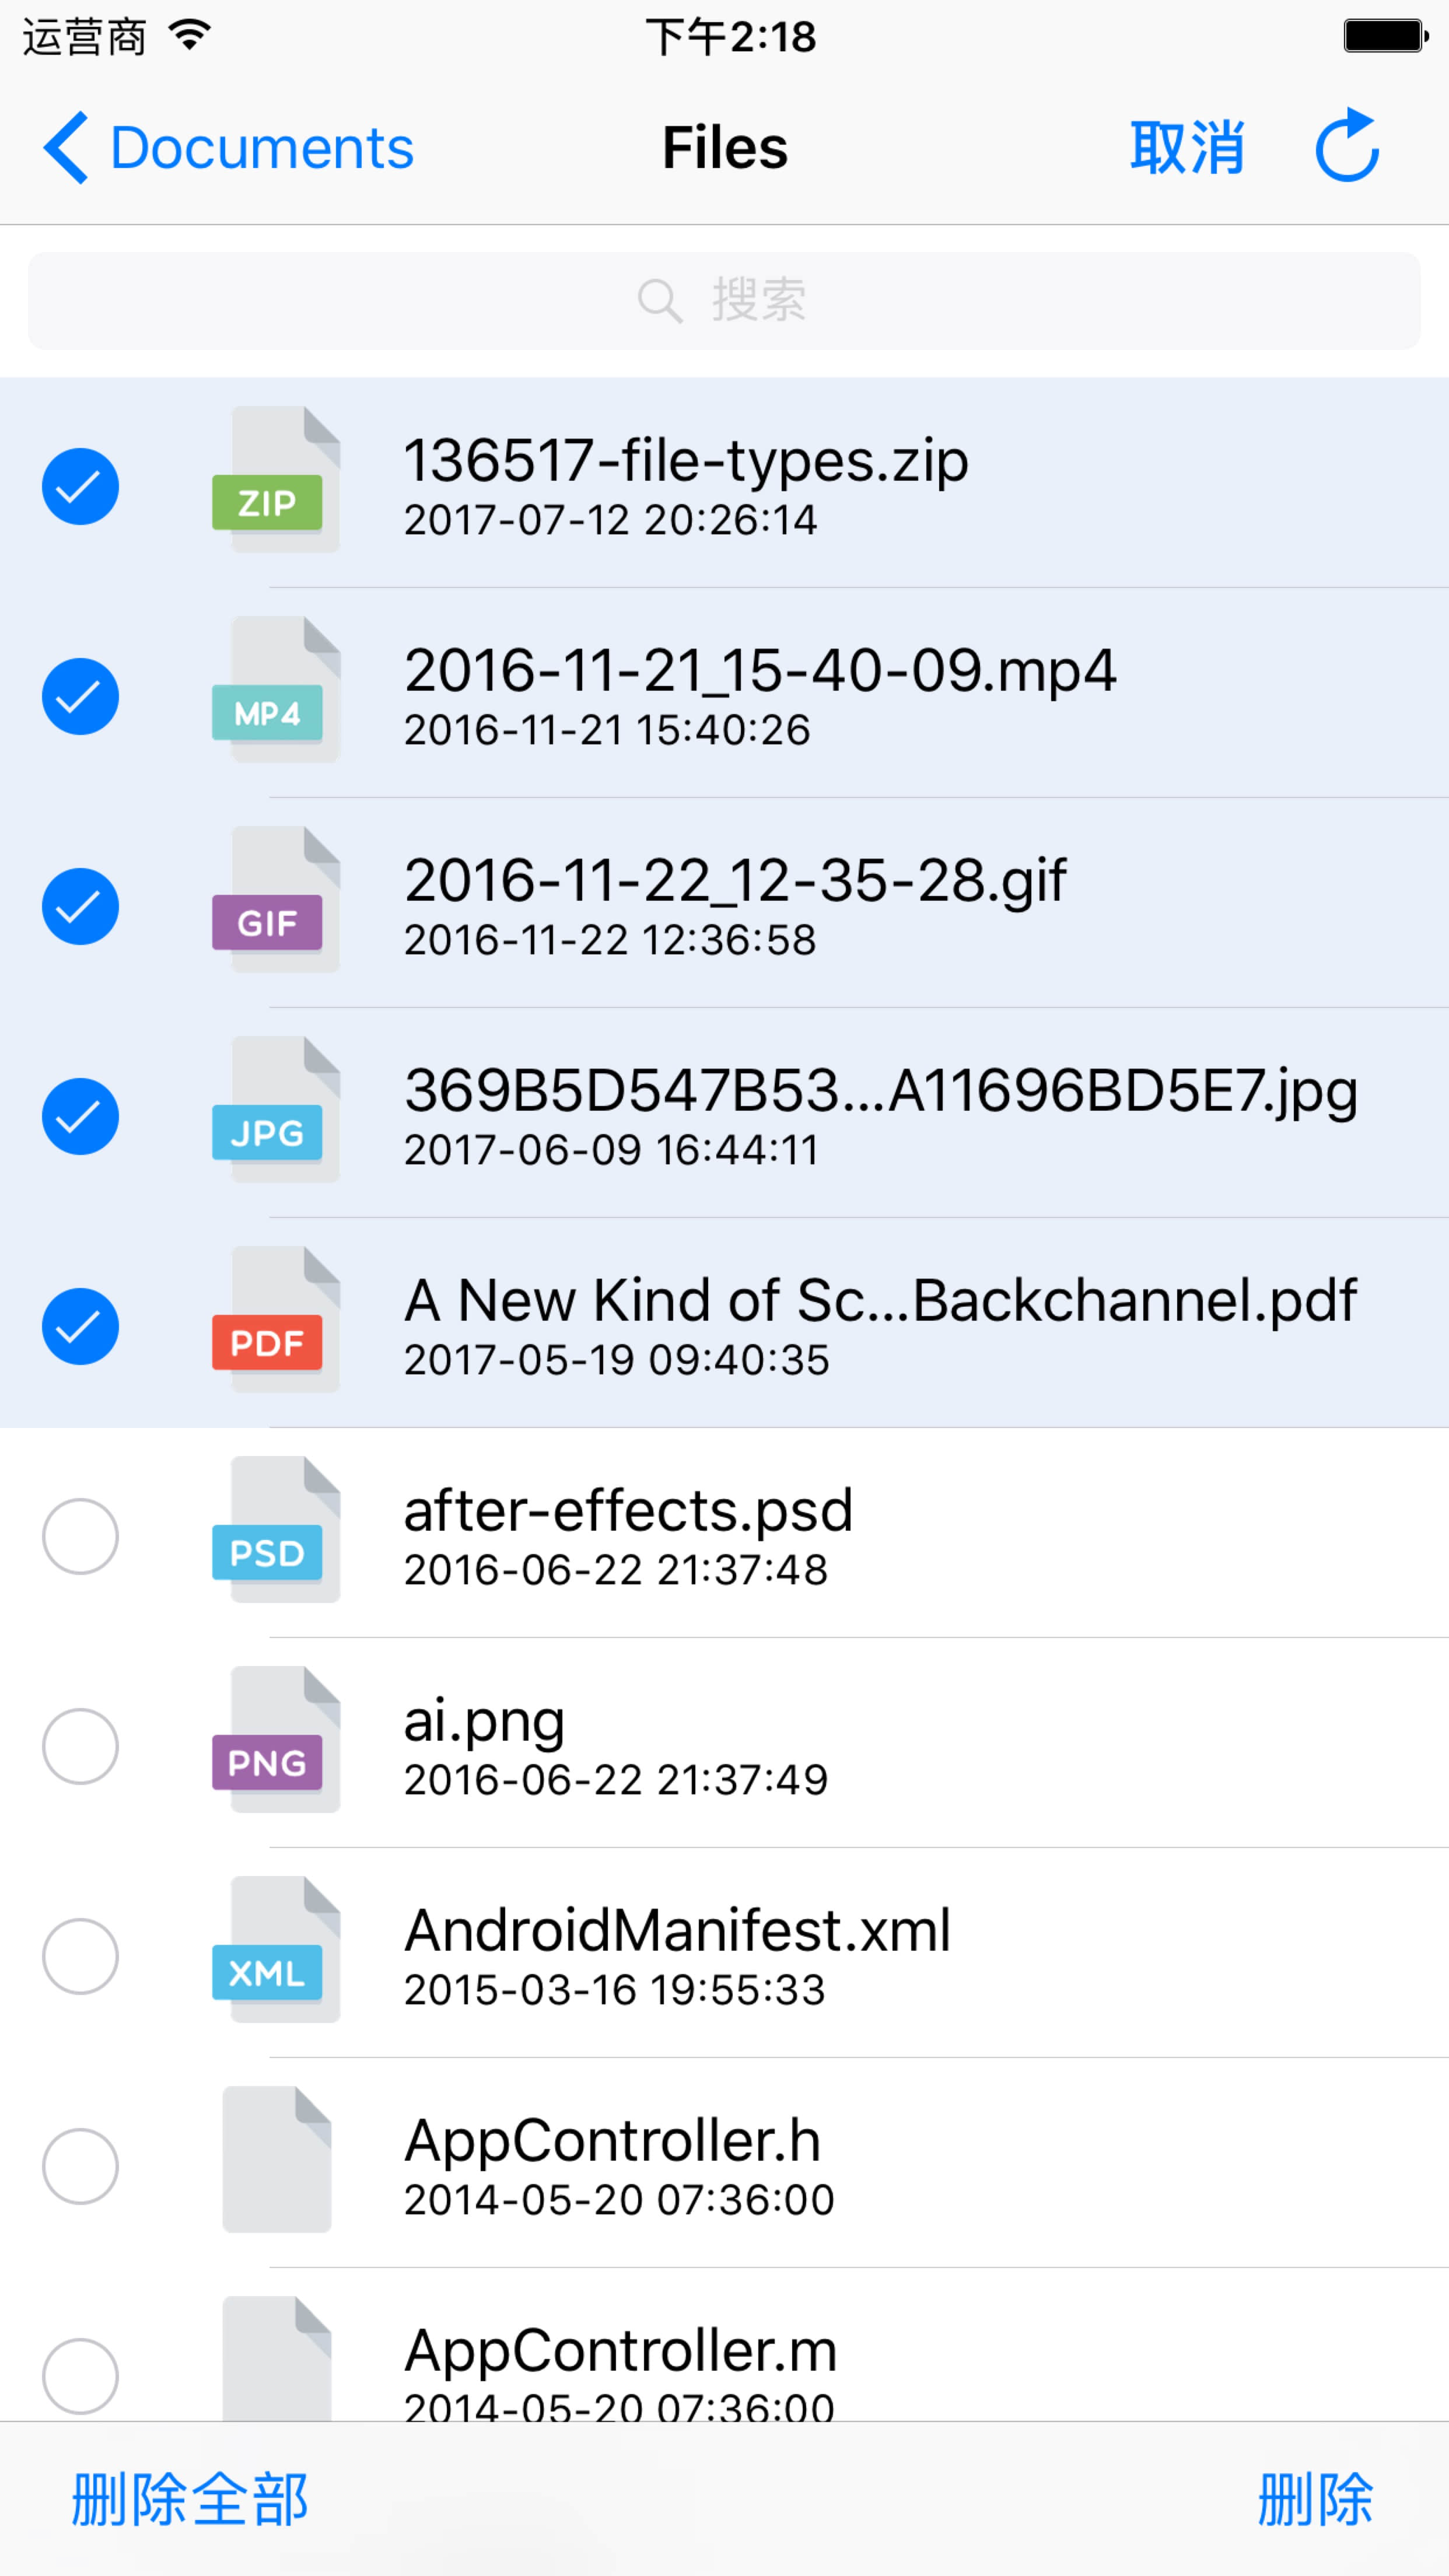 运营商 下午2:18
Documents Files 取消
搜索
136517-file-types.zip
ZIP
2017-07-12 20:26:14
2016-11-21_15-40-09.mp4
MP4
2016-11-21 15:40:26
2016-11-22_12-35-28.gif
GIF
2016-11-22 12:36:58
369B5D547B53...A11696BD5E7.jpg
JPG
2017-06-09 16:44:11
A New Kind of Sc...Backchannel.pdf
PDF
2017-05-19 09:40:35
after-effects.psd
PSD
2016-06-22 21:37:48
ai.png
PNG
2016-06-22 21:37:49
AndroidManifest.xml
XML
2015-03-16 19:55:33
AppController.h
2014-05-20 07:36:00
AppController.m
2014-05-20 07:36:00
删除全部 删除